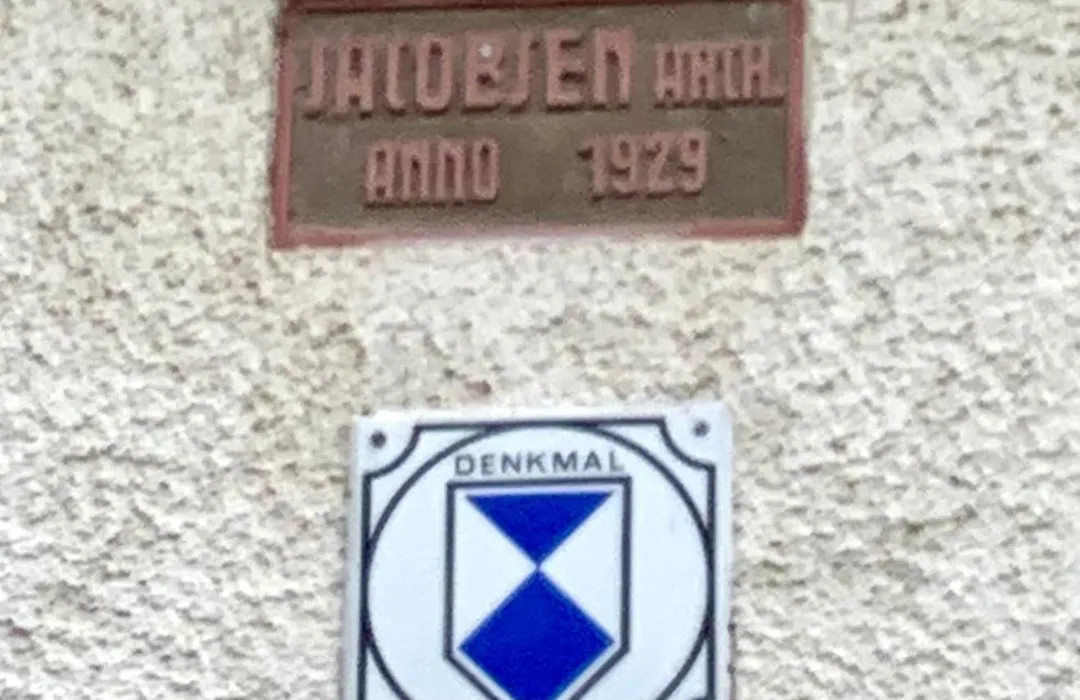 JACOBSEN ARCH.
ANNO 1929
DENKMAL